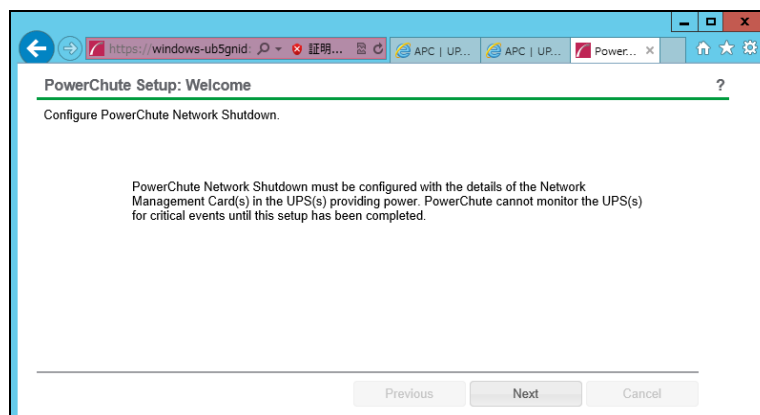 https://windows-ub5gnid: 証明... APC | UP... APC | UP... Power...
PowerChute Setup: Welcome ?
Configure PowerChute Network Shutdown.
PowerChute Network Shutdown must be configured with the details of the Network
Management Card(s) in the UPS(s) providing power. PowerChute cannot monitor the UPS(s)
for critical events until this setup has been completed.
Previous Next Cancel